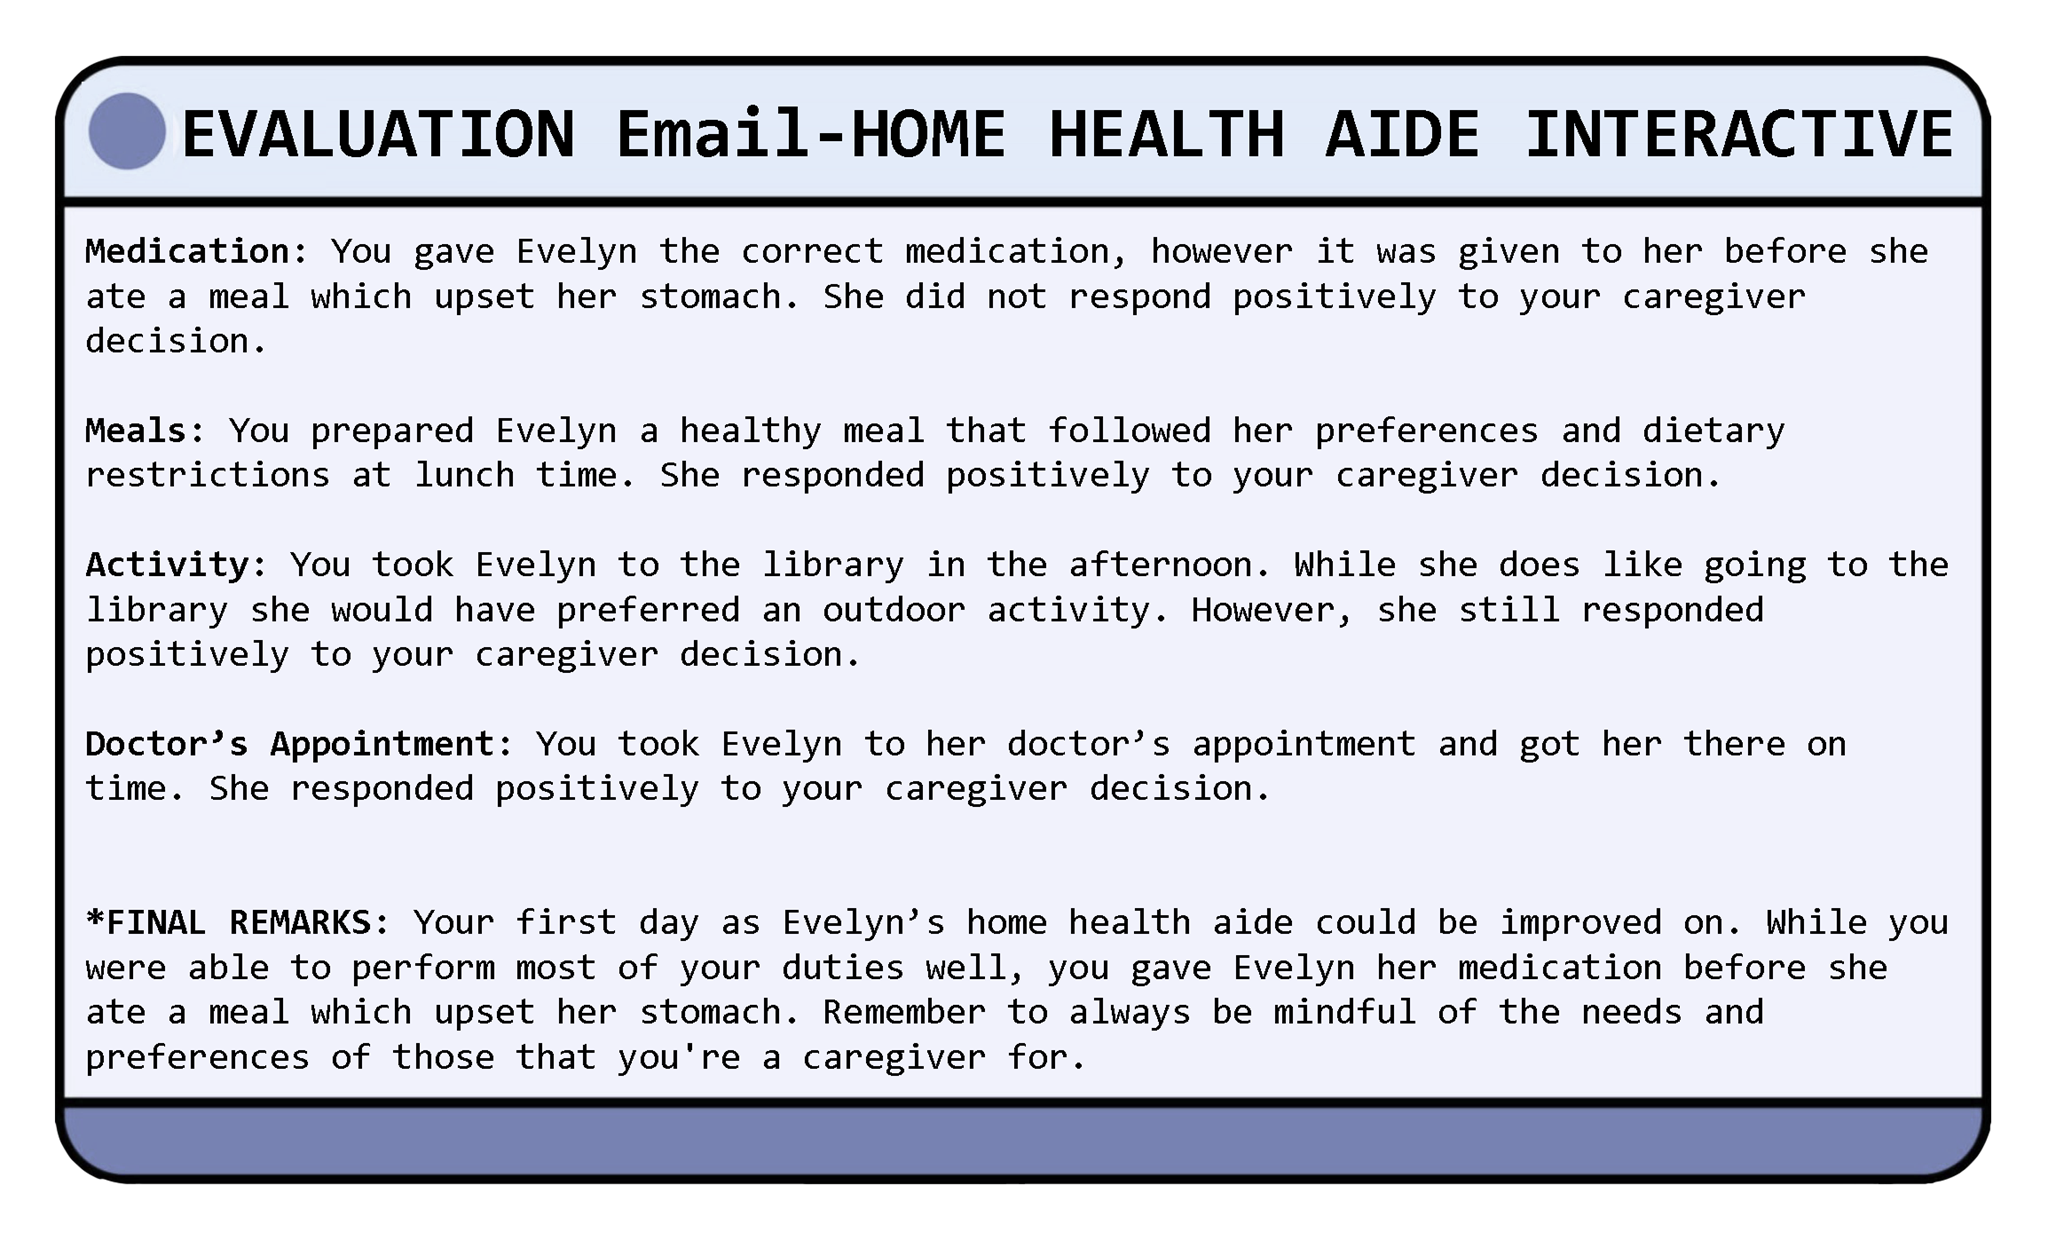 EVALUATION Email-HOME HEALTH AIDE INTERACTIVE
Medication: You gave Evelyn the correct medication, however it was given to her before she
ate a meal which upset her stomach. She did not respond positively to your caregiver
decision.
Meals: You prepared Evelyn a healthy meal that followed her preferences and dietary
restrictions at lunch time. She responded positively to your caregiver decision.
Activity: You took Evelyn to the library in the afternoon. While she does like going to the
library she would have preferred an outdoor activity. However, she still responded
positively to your caregiver decision.
Doctor’s Appointment: You took Evelyn to her doctor’s appointment and got her there on
time. She responded positively to your caregiver decision.
*FINAL REMARKS: Your first day as Evelyn’s home health aide could be improved on. While you
were able to perform most of your duties well, you gave Evelyn her medication before she
ate a meal which upset her stomach. Remember to always be mindful of the needs and
preferences of those that you're a caregiver for.